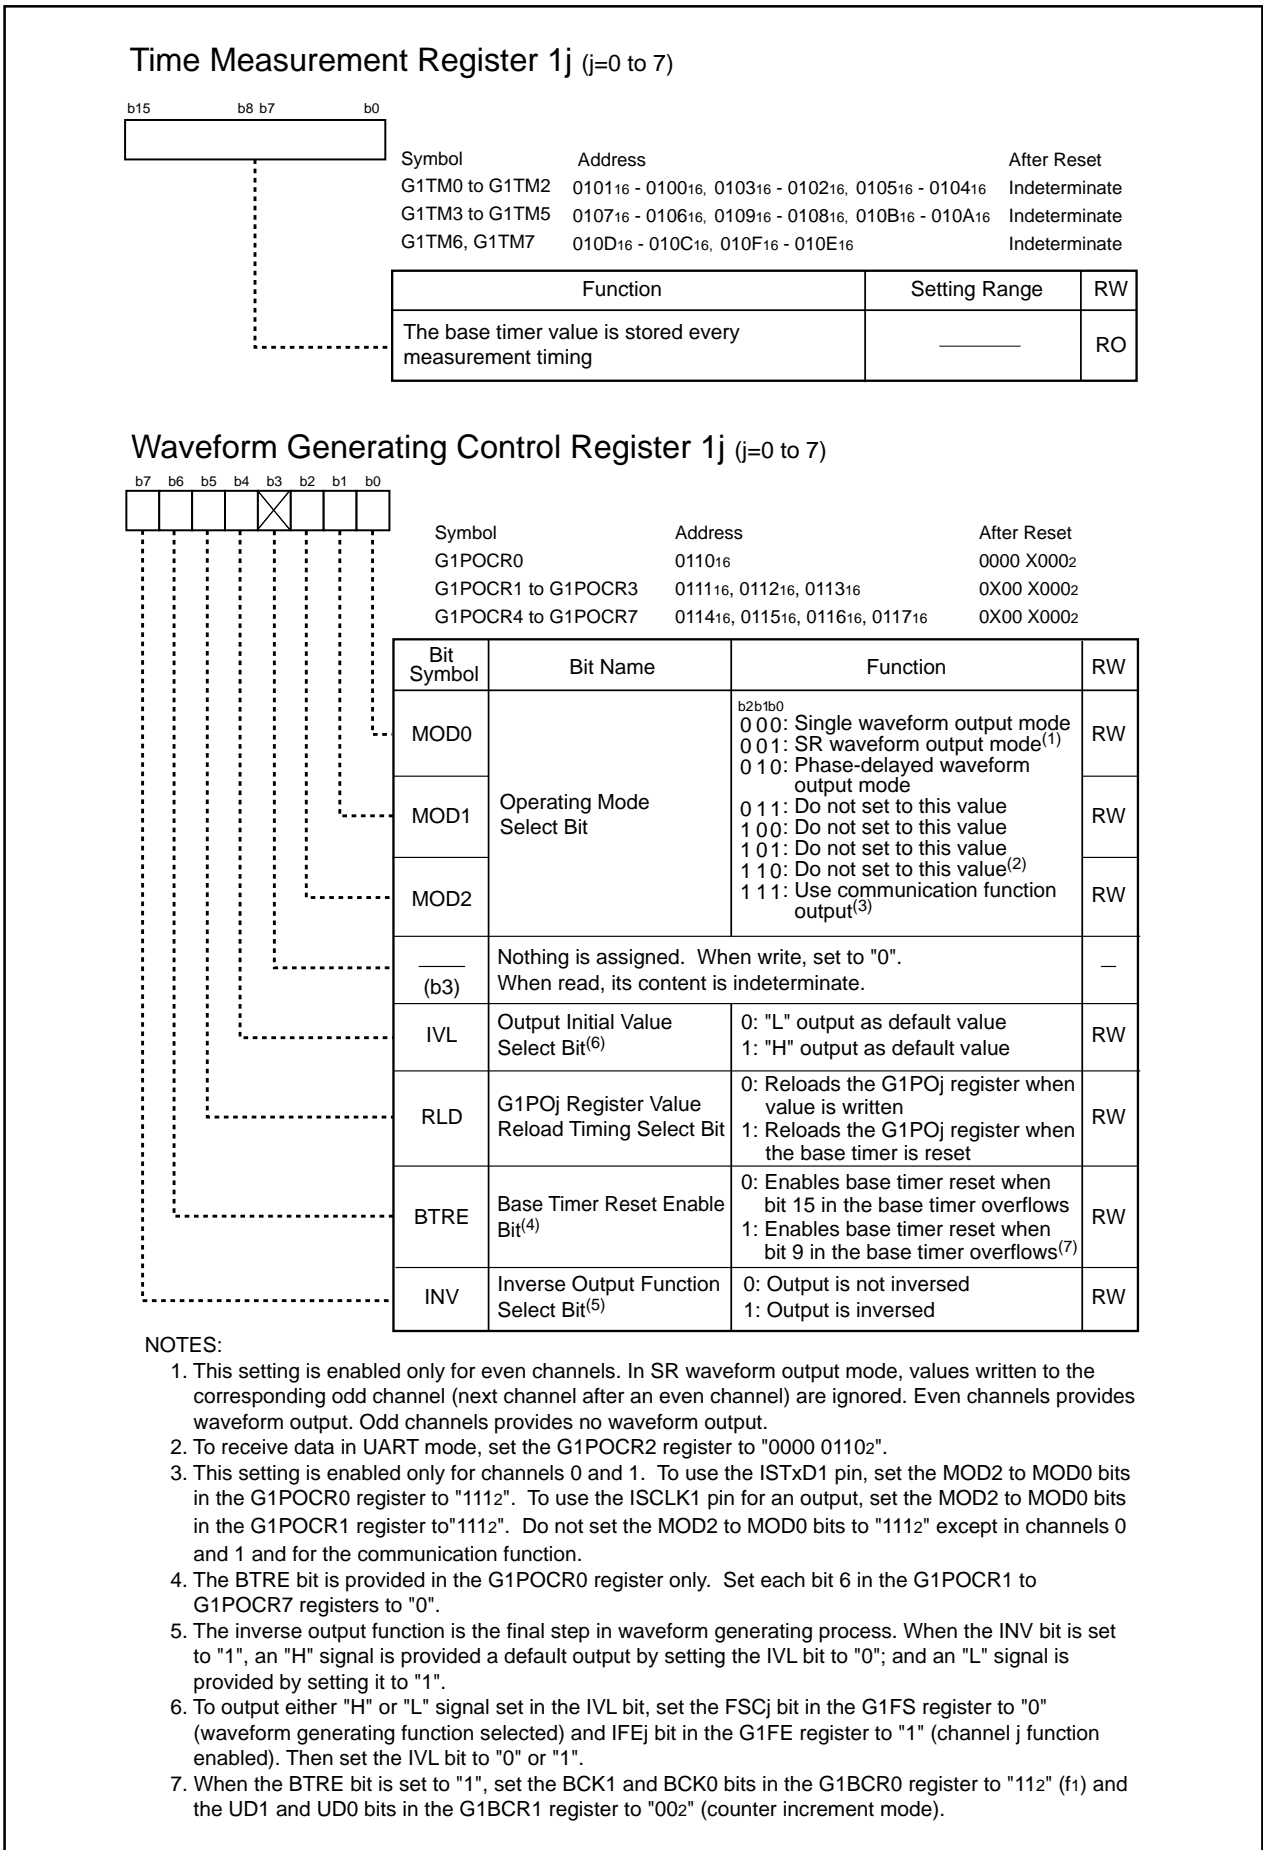 Time Measurement Register 1j (j=0 to 7)
b15 b8 b7 b0
Symbol Address After Reset
G1TM0 to G1TM2 010116 - 010016, 010316 - 010216, 010516 - 010416 Indeterminate
G1TM3 to G1TM5 010716 - 010616, 010916 - 010816, 010B16 - 010A16 Indeterminate
G1TM6, G1TM7 010D16 - 010C16, 010F16 - 010E16 Indeterminate
Function Setting Range RW
The base timer value is stored every
measurement timing
RO
Waveform Generating Control Register 1j (j=0 to 7)
b7 b6 b5 b4 b3 b2 b1 b0
Symbol Address After Reset
G1POCR0 011016 0000 X0002
G1POCR1 to G1POCR3 011116, 011216, 011316 0X00 X0002
G1POCR4 to G1POCR7 011416, 011516, 011616, 011716 0X00 X0002
Bit
Symbol
Bit Name Function RW
MOD0
RW
MOD1
RW
MOD2
RW
Operating Mode
Select Bit
b2b1b0
0 0 0: Single waveform output mode
0 0 1: SR waveform output mode(1)
0 1 0: Phase-delayed waveform
output mode
0 1 1: Do not set to this value
1 0 0: Do not set to this value
1 0 1: Do not set to this value
1 1 0: Do not set to this value(2)
1 1 1: Use communication function
output(3)
(b3)
Nothing is assigned. When write, set to "0".
When read, its content is indeterminate.
IVL
Output Initial Value
Select Bit(6)
0: "L" output as default value
1: "H" output as default value
RW
RLD
G1POj Register Value
Reload Timing Select Bit
0: Reloads the G1POj register when
value is written
1: Reloads the G1POj register when
the base timer is reset
RW
BTRE
Base Timer Reset Enable
Bit(4)
0: Enables base timer reset when
bit 15 in the base timer overflows
1: Enables base timer reset when
bit 9 in the base timer overflows(7)
RW
INV
Inverse Output Function
Select Bit(5)
0: Output is not inversed
1: Output is inversed
RW
NOTES:
1. This setting is enabled only for even channels. In SR waveform output mode, values written to the
corresponding odd channel (next channel after an even channel) are ignored. Even channels provides
waveform output. Odd channels provides no waveform output.
2. To receive data in UART mode, set the G1POCR2 register to "0000 01102".
3. This setting is enabled only for channels 0 and 1. To use the ISTxD1 pin, set the MOD2 to MOD0 bits
in the G1POCR0 register to "1112". To use the ISCLK1 pin for an output, set the MOD2 to MOD0 bits
in the G1POCR1 register to"1112". Do not set the MOD2 to MOD0 bits to "1112" except in channels 0
and 1 and for the communication function.
4. The BTRE bit is provided in the G1POCR0 register only. Set each bit 6 in the G1POCR1 to
G1POCR7 registers to "0".
5. The inverse output function is the final step in waveform generating process. When the INV bit is set
to "1", an "H" signal is provided a default output by setting the IVL bit to "0"; and an "L" signal is
provided by setting it to "1".
6. To output either "H" or "L" signal set in the IVL bit, set the FSCj bit in the G1FS register to "0"
(waveform generating function selected) and IFEj bit in the G1FE register to "1" (channel j function
enabled). Then set the IVL bit to "0" or "1".
7. When the BTRE bit is set to "1", set the BCK1 and BCK0 bits in the G1BCR0 register to "112" (f1) and
the UD1 and UD0 bits in the G1BCR1 register to "002" (counter increment mode).